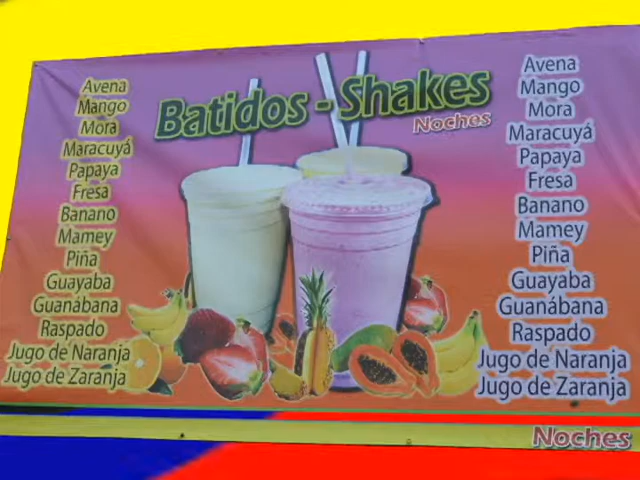 Batidos - Shakes
Noches
Avena
Mango
Mora
Maracuyá
Papaya
Fresa
Banano
Mamey
Piña
Guayaba
Guanábana
Raspado
Jugo de Naranja
Jugo de Zaranja
Avena
Mango
Mora
Maracuyá
Papaya
Fresa
Banano
Mamey
Piña
Guayaba
Guanábana
Raspado
Jugo de Naranja
Jugo de Zaranja
Noches